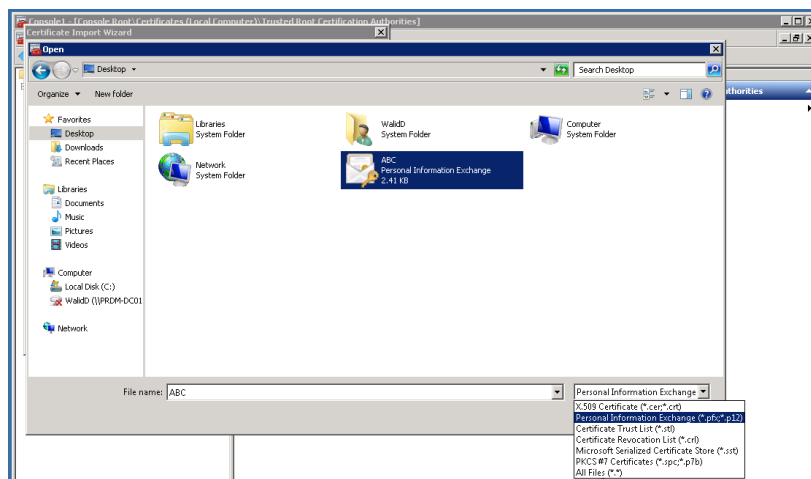 Console1 - [Console Root\Certificates (Local Computer)\Trusted Root Certification Authorities]
Certificate Import Wizard
Open
Desktop
Search Desktop
Organize
New folder
thorities
Favorites
Desktop
Downloads
Recent Places
Libraries
Documents
Music
Pictures
Videos
Computer
Local Disk (C:)
WalidD (\\PRDM-DC01
Network
Libraries
System Folder
WalidD
System Folder
Computer
System Folder
Network
System Folder
ABC
Personal Information Exchange
2.41 KB
File name:
ABC
Personal Information Exchange
X.509 Certificate (*.cer;*.crt)
Personal Information Exchange (*.pfx;*.p12)
Certificate Trust List (*.stl)
Certificate Revocation List (*.crl)
Microsoft Serialized Certificate Store (*.sst)
PKCS #7 Certificates (*.spc;*.p7b)
All Files (*.*)